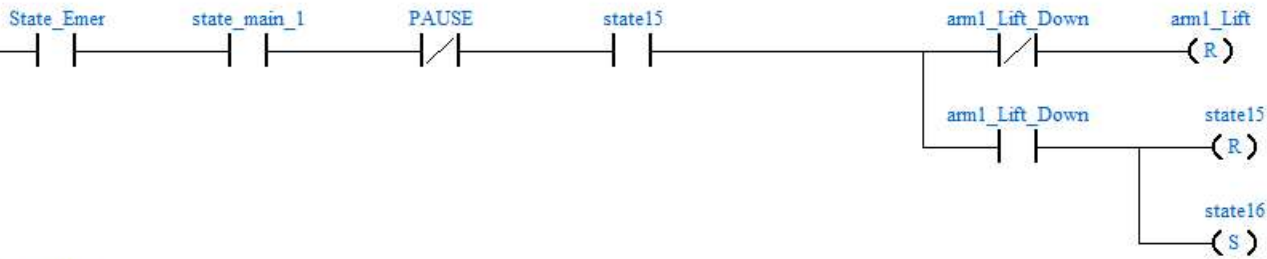 State_Emer state_main_1 PAUSE state15 arm1_Lift_Down arm1_Lift
R
arm1_Lift_Down state15
R
state16
S